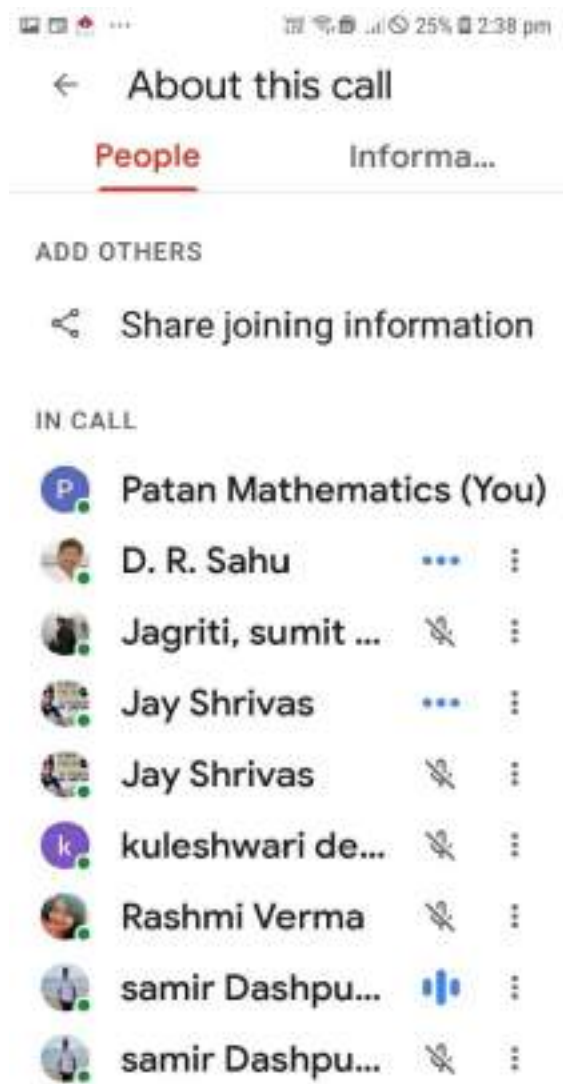 25% 2:38 pm
About this call
People Informa...
ADD OTHERS
Share joining information
IN CALL
P Patan Mathematics (You)
D. R. Sahu
Jagriti, sumit ...
Jay Shrivas
Jay Shrivas
k kuleshwari de...
Rashmi Verma
samir Dashpu...
samir Dashpu...